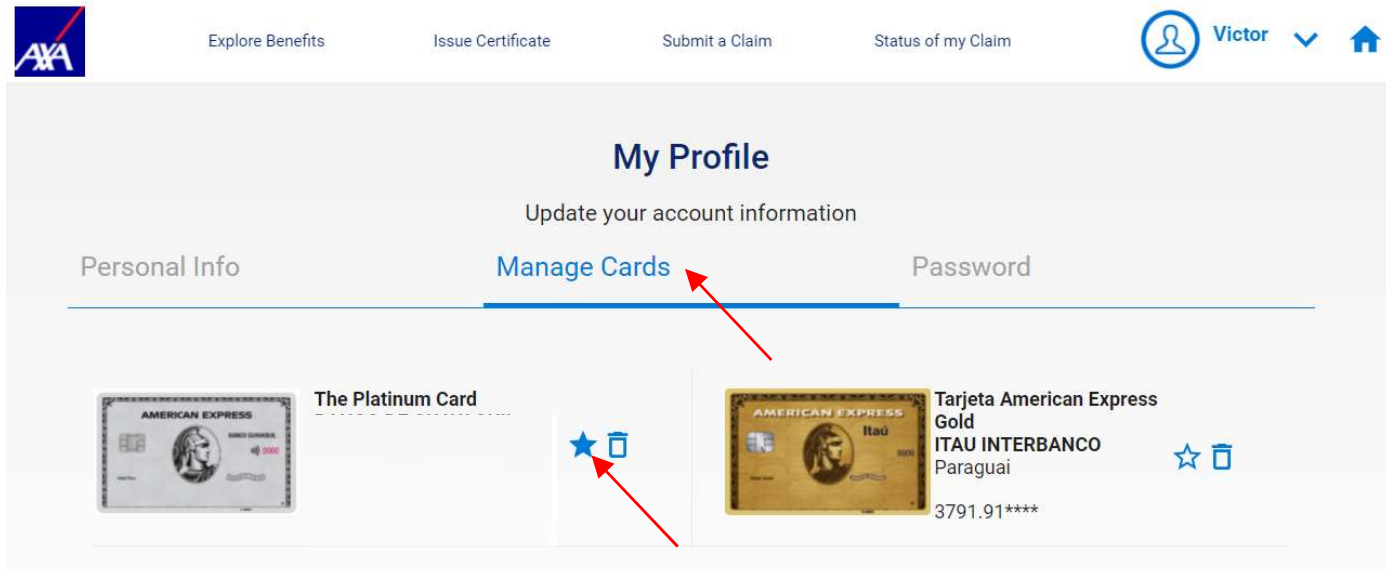 AXA
Explore Benefits
Issue Certificate
Submit a Claim
Status of my Claim
Victor
My Profile
Update your account information
Personal Info
Manage Cards
Password
The Platinum Card
AMERICAN EXPRESS
Tarjeta American Express
Gold
ITAU INTERBANCO
Paraguai
3791.91****
AMERICAN EXPRESS
Itaú